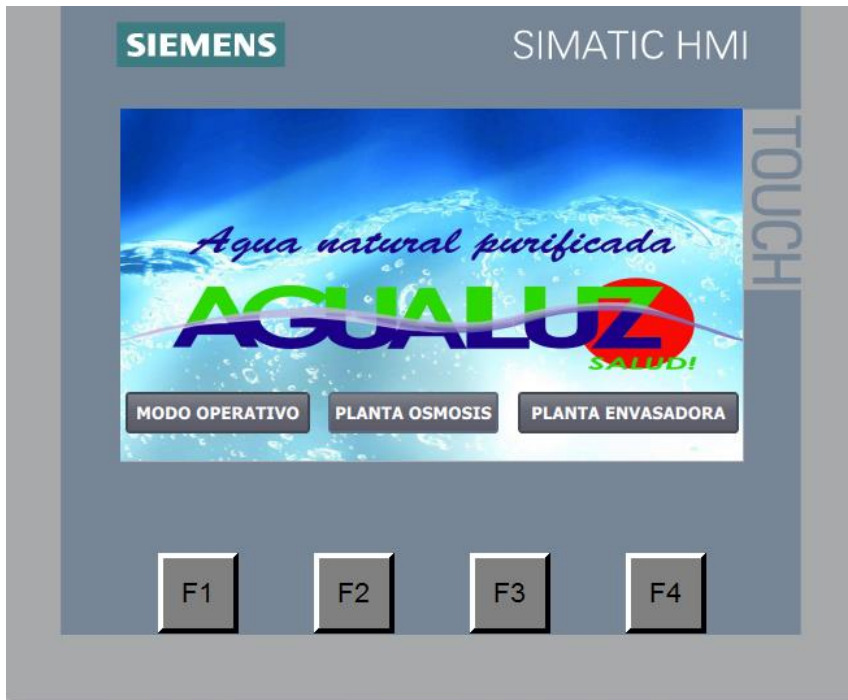 SIEMENS
SIMATIC HMI
TOUCH
Agua natural purificada
AGUALUZ
SALUD!
MODO OPERATIVO
PLANTA OSMOSIS
PLANTA ENVASADORA
F1
F2
F3
F4